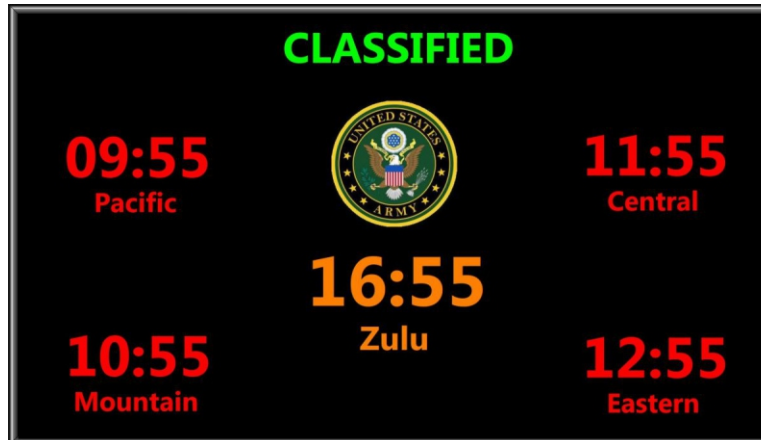 CLASSIFIED
UNITED STATES
ARMY
09:55
Pacific
11:55
Central
16:55
Zulu
10:55
Mountain
12:55
Eastern